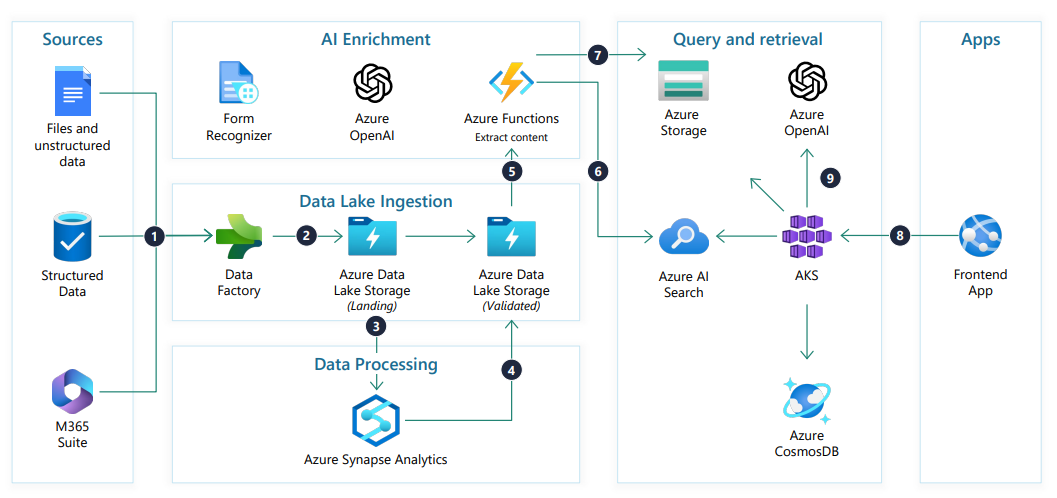 Sources
Files and
unstructured
data
Structured
Data
M365
Suite
1
AI Enrichment
Form
Recognizer
Azure
OpenAI
Azure Functions
Extract content
5
Data Lake Ingestion
Data
Factory
2
Azure Data
Lake Storage
(Landing)
Azure Data
Lake Storage
(Validated)
3
4
Data Processing
Azure Synapse Analytics
7
6
Query and retrieval
Azure
Storage
Azure
OpenAI
9
Azure AI
Search
AKS
Azure
CosmosDB
8
Apps
Frontend
App